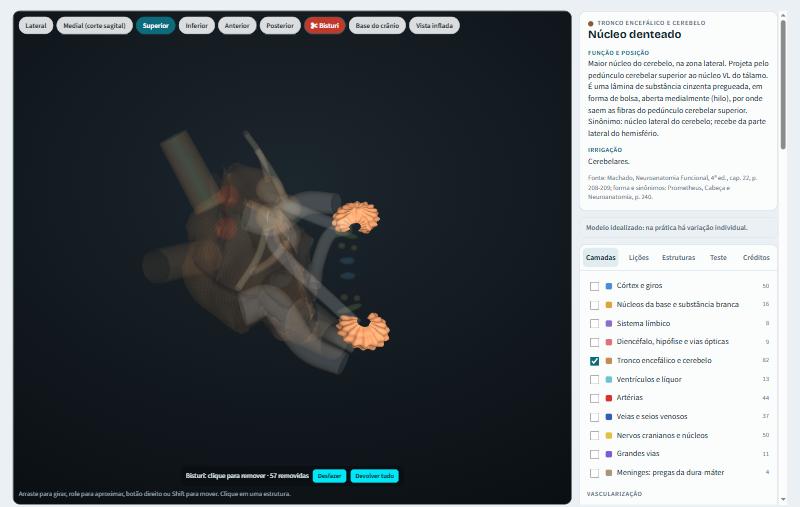 Lateral
Medial (corte sagital)
Superior
Inferior
Anterior
Posterior
Bisturi
Base do crânio
Vista inflada
TRONCO ENCEFÁLICO E CEREBELO
Núcleo denteado
FUNÇÃO E POSIÇÃO
Maior núcleo do cerebelo, na zona lateral. Projeta pelo
pedúnculo cerebelar superior ao núcleo VL do tálamo.
É uma lâmina de substância cinzenta pregueada, em
forma de bolsa, aberta medialmente (hilo), por onde
saem as fibras do pedúnculo cerebelar superior.
Sinônimo: núcleo lateral do cerebelo; recebe da parte
lateral do hemisfério.
IRRIGAÇÃO
Cerebelares.
Fonte: Machado, Neuroanatomia Funcional, 4ª ed., cap. 22, p.
208-209; forma e sinônimos: Prometheus, Cabeça e
Neuroanatomia, p. 240.
Modelo idealizado: na prática há variação individual.
Camadas
Lições
Estruturas
Teste
Créditos
Córtex e giros 50
Núcleos da base e substância branca 16
Sistema límbico 8
Diencéfalo, hipófise e vias ópticas 9
Tronco encefálico e cerebelo 82
Ventrículos e líquor 13
Artérias 44
Veias e seios venosos 37
Nervos cranianos e núcleos 50
Grandes vias 11
Meninges: pregas da dura-máter 4
VASCULARIZAÇÃO
Bisturi: clique para remover · 57 removidas
Desfazer
Devolver tudo
Arraste para girar, role para aproximar, botão direito ou Shift para mover. Clique em uma estrutura.